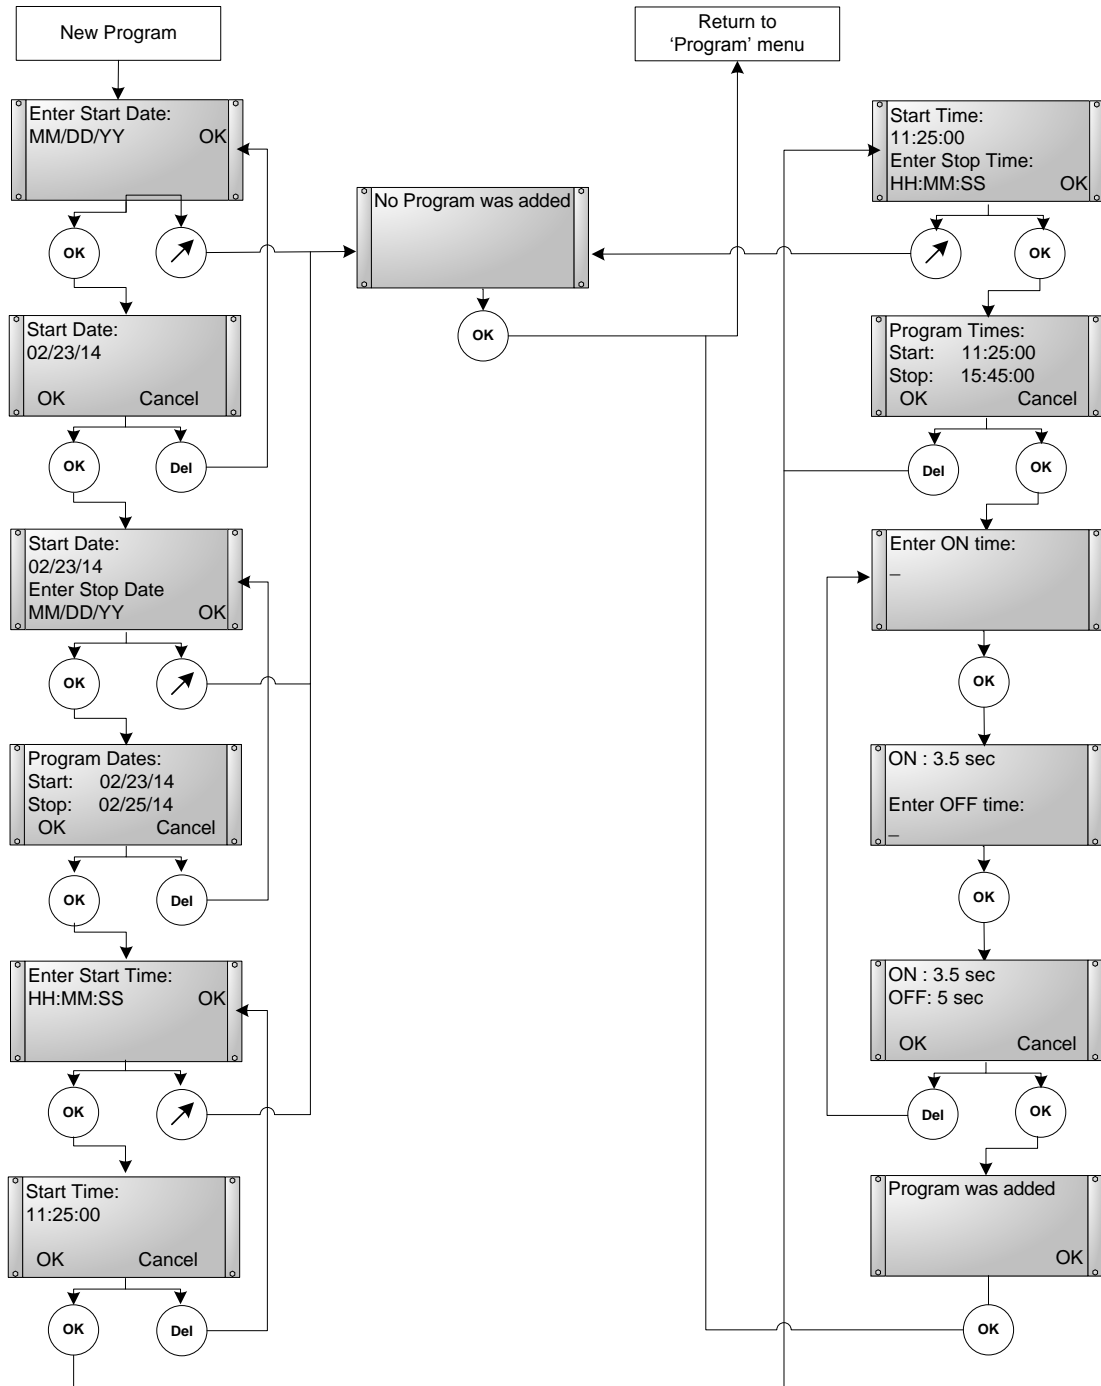 New Program
Enter Start Date:
MM/DD/YY OK
OK
Start Date:
02/23/14
OK Cancel
OK Del
Start Date:
02/23/14
Enter Stop Date
MM/DD/YY OK
OK
Program Dates:
Start: 02/23/14
Stop: 02/25/14
OK Cancel
OK Del
Enter Start Time:
HH:MM:SS OK
OK
Start Time:
11:25:00
OK Cancel
OK Del
No Program was added
OK
Return to
‘Program’ menu
Start Time:
11:25:00
Enter Stop Time:
HH:MM:SS OK
OK
Program Times:
Start: 11:25:00
Stop: 15:45:00
OK Cancel
Del OK
Enter ON time:
_
OK
ON : 3.5 sec
Enter OFF time:
_
OK
ON : 3.5 sec
OFF: 5 sec
OK Cancel
Del OK
Program was added
OK
OK